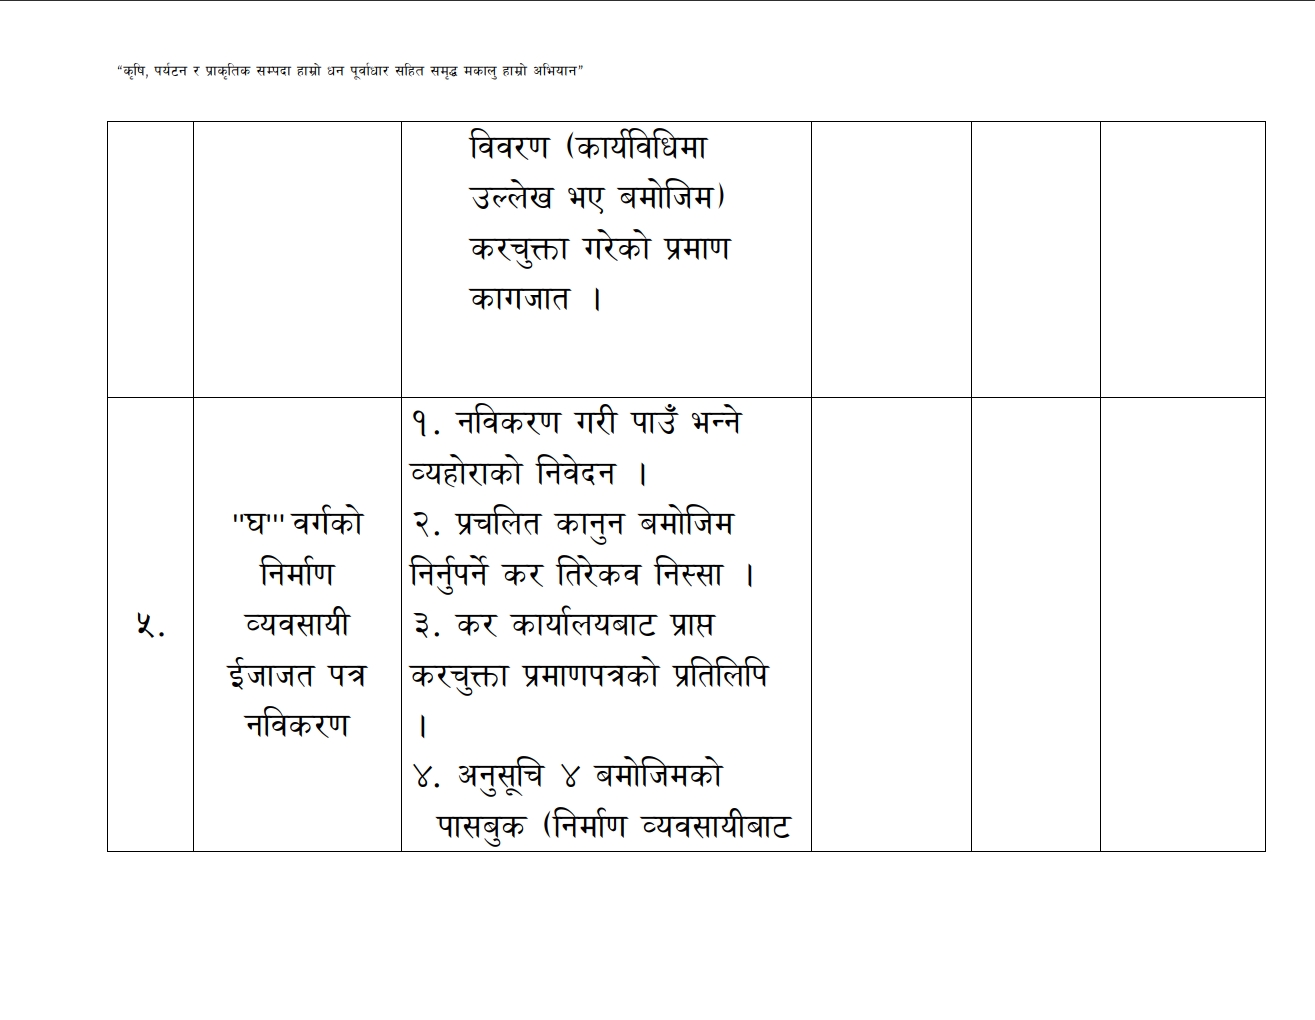 “कृषि, पर्यटन र प्राकृतिक सम्पदा हाम्रो धन पूर्वाधार सहित समृद्ध मकालु हाम्रो अभियान”
विवरण (कार्यविधिमा
उल्लेख भए बमोजिम)
करचुक्ता गरेको प्रमाण
कागजात ।
५.
"घ"' वर्गको
निर्माण
व्यवसायी
ईजाजत पत्र
नविकरण
१. नविकरण गरी पाउँ भन्ने
व्यहोराको निवेदन ।
२. प्रचलित कानुन बमोजिम
निर्नुपर्ने कर तिरेकव निस्सा ।
३. कर कार्यालयबाट प्राप्त
करचुक्ता प्रमाणपत्रको प्रतिलिपि
।
४. अनुसूचि ४ बमोजिमको
पासबुक (निर्माण व्यवसायीबाट